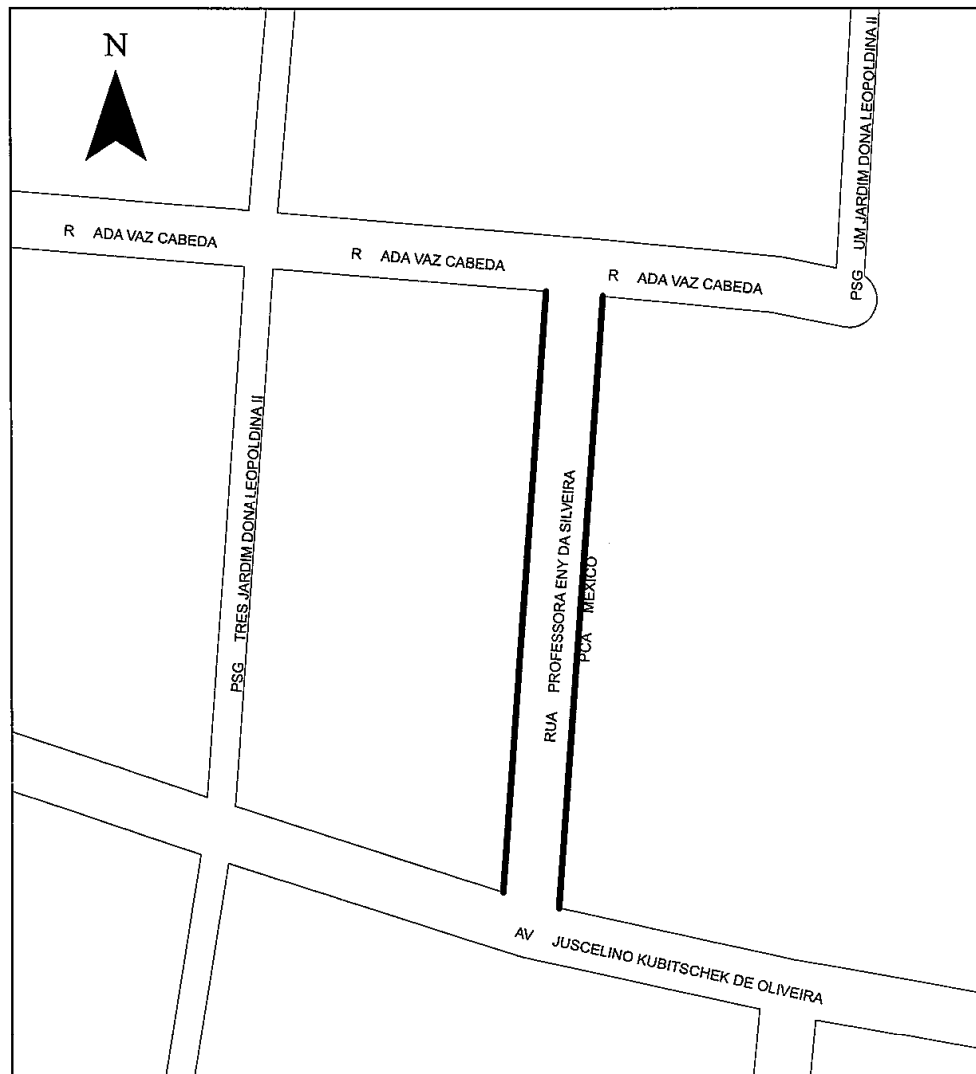 N
PSG UM JARDIM DONA LEOPOLDINA II
R ADA VAZ CABEDA
R ADA VAZ CABEDA
R ADA VAZ CABEDA
PSG TRES JARDIM DONA LEOPOLDINA II
RUA PROFESSORA ENY DA SILVEIRA
PCA MEXICO
AV JUSCELINO KUBITSCHEK DE OLIVEIRA